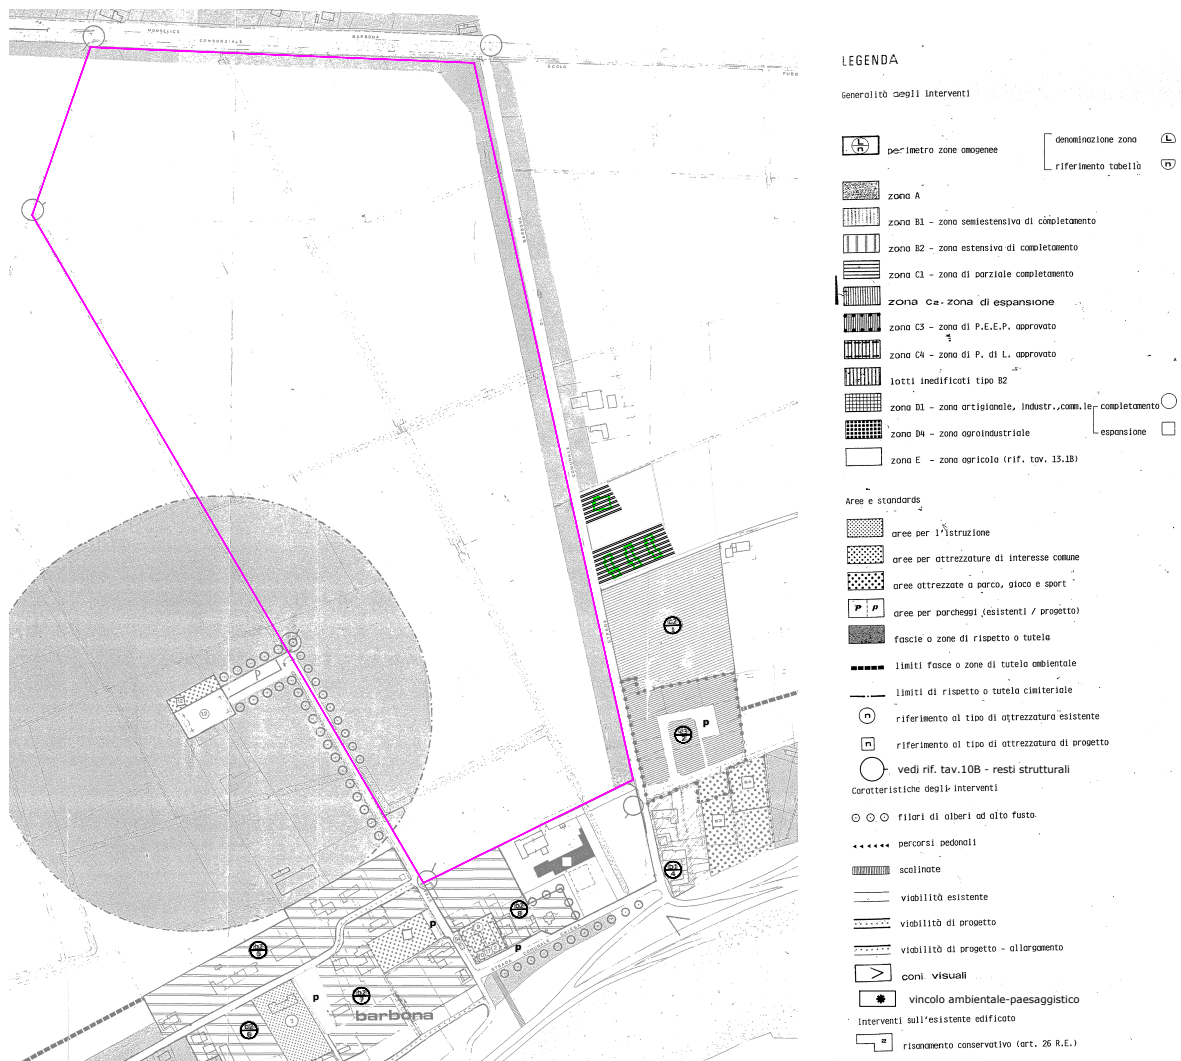 MONSELICE
CONSORZIALE
BARBONA
SCOLO
LEGENDA
Generalità degli interventi
L
n
perimetro zone omogenee
denominazione zona
L
riferimento tabella
n
zona A
zona B1 - zona semiestensiva di completamento
zona B2 - zona estensiva di completamento
zona C1 - zona di parziale completamento
zona C2- zona di espansione
zona C3 - zona di P.E.E.P. approvato
zona C4 - zona di P. di L. approvato
lotti inedificati tipo B2
zona D1 - zona artigianale, industr.,comm.le
completamento
zona D4 - zona agroindustriale
espansione
zona E - zona agricola (rif. tav. 13.1B)
Aree e standards
aree per l'istruzione
aree per attrezzature di interesse comune
aree attrezzate a parco, gioco e sport
P P
aree per parcheggi (esistenti / progetto)
fascie o zone di rispetto o tutela
limiti fasce o zone di tutela ambientale
limiti di rispetto o tutela cimiteriale
n
riferimento al tipo di attrezzatura esistente
n
riferimento al tipo di attrezzatura di progetto
vedi rif. tav.10B - resti strutturali
Caratteristiche degli interventi
filari di alberi ad alto fusto
percorsi pedonali
scalinate
viabilità esistente
viabilità di progetto
viabilità di progetto - allargamento
coni visuali
vincolo ambientale-paesaggistico
Interventi sull'esistente edificato
risanamento conservativo (art. 26 R.E.)
P
12
P
P
P
P
barbona